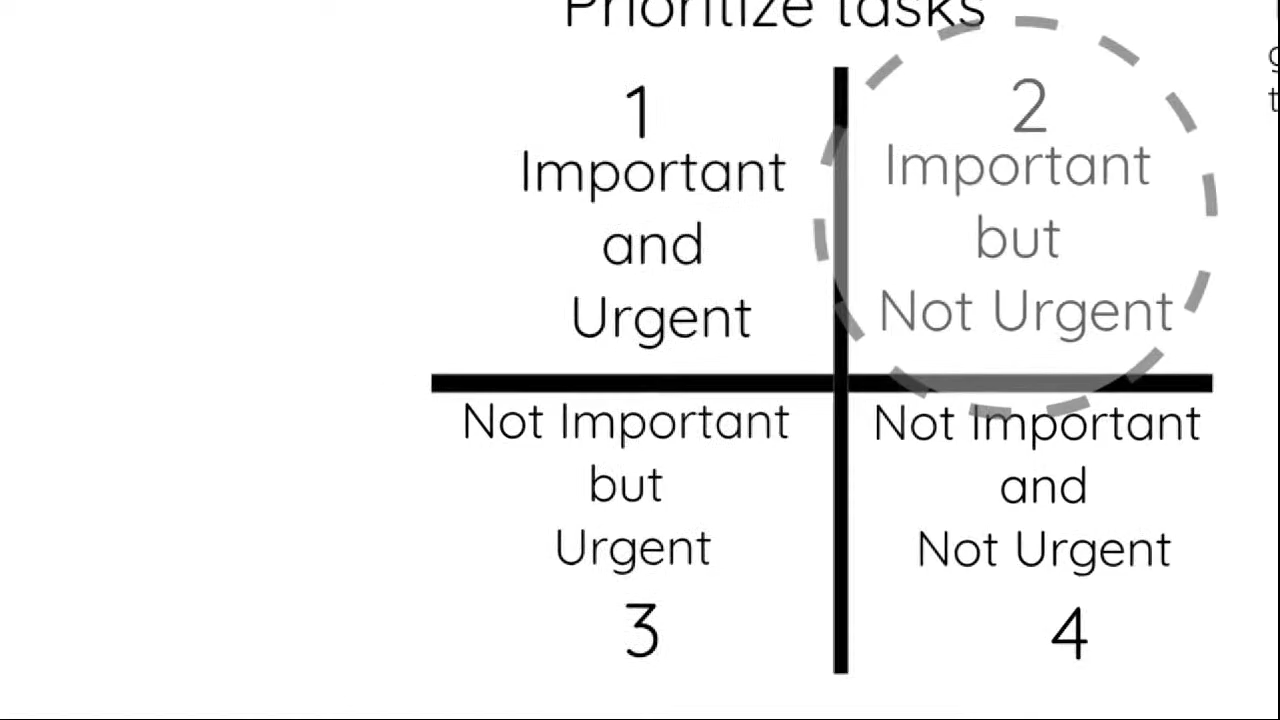 Prioritize tasks
1
Important
and
Urgent
2
Important
but
Not Urgent
Not Important
but
Urgent
3
Not Important
and
Not Urgent
4